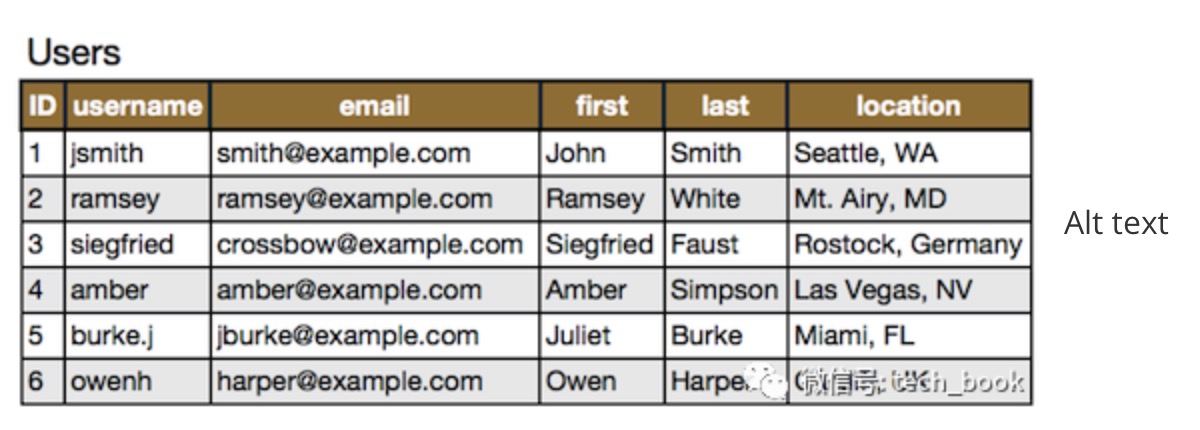 Users
ID username email first last location
1 jsmith smith@example.com John Smith Seattle, WA
2 ramsey ramsey@example.com Ramsey White Mt. Airy, MD
3 siegfried crossbow@example.com Siegfried Faust Rostock, Germany
Alt text
4 amber amber@example.com Amber Simpson Las Vegas, NV
5 burke.j jburke@example.com Juliet Burke Miami, FL
6 owenh harper@example.com Owen Harper
微信号: tech_book